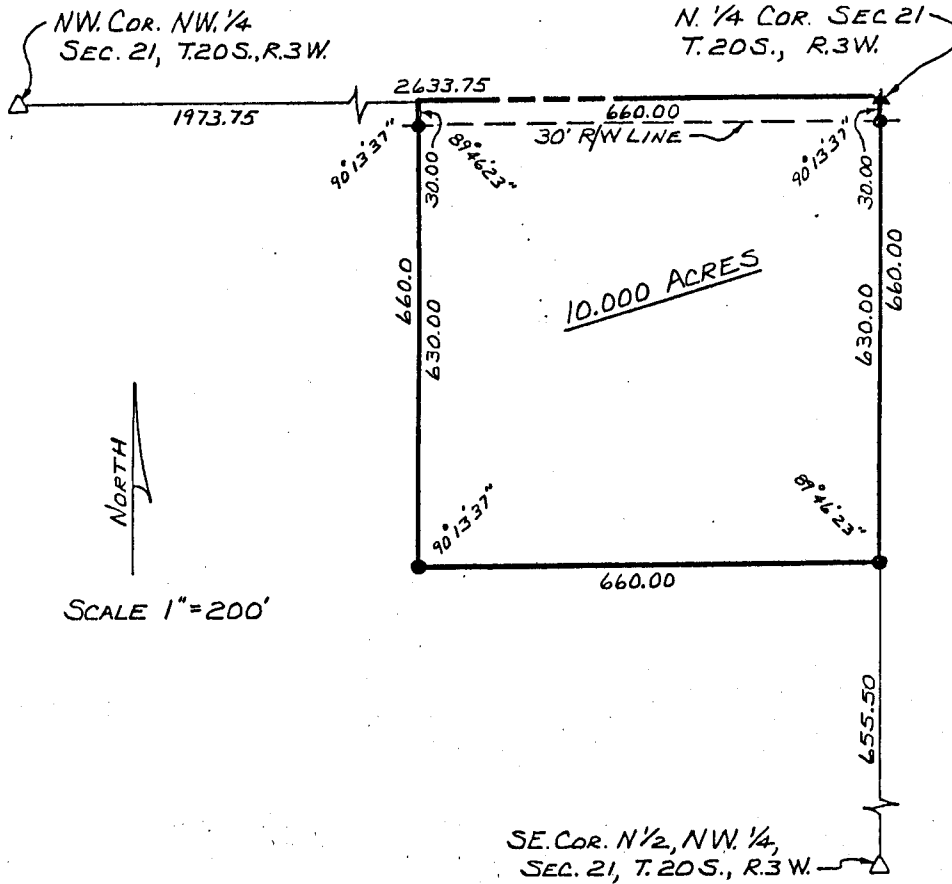 NW. COR. NW. 1/4
SEC. 21, T.20S., R.3W.
N. 1/4 COR. SEC 21
T.20S., R.3W.
2633.75
1973.75
660.00
30' R/W LINE
90°13'37"
89°46'23"
30.00
90°13'37"
30.00
660.0
630.00
10.000 ACRES
630.00
660.00
NORTH
90°13'37"
89°46'23"
660.00
SCALE 1"=200'
655.50
SE. COR. N1/2, NW. 1/4,
SEC. 21, T.20S., R.3W.